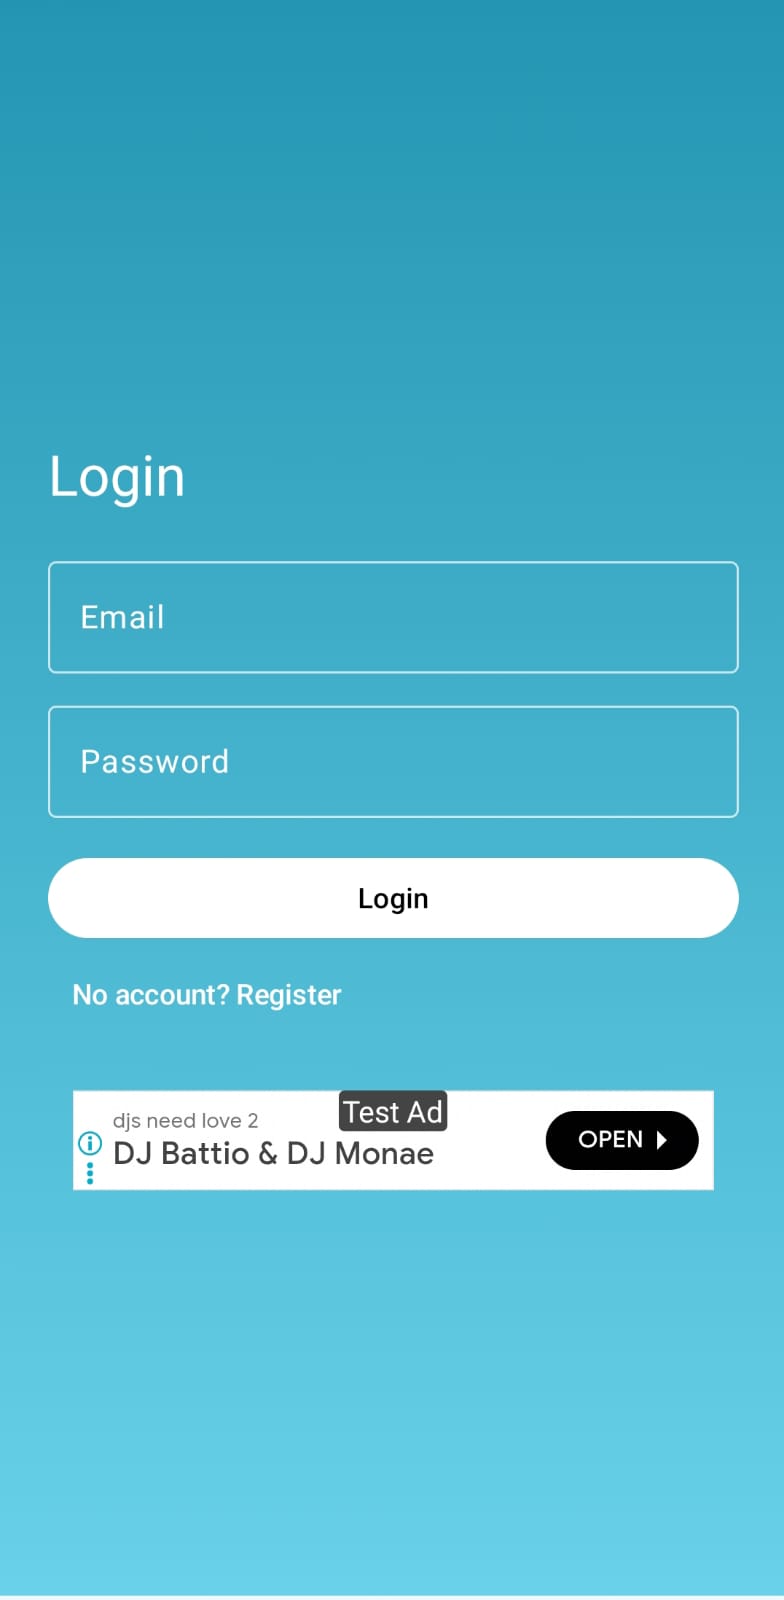 Login
Email
Password
Login
No account? Register
Test Ad
djs need love 2
DJ Battio & DJ Monae
OPEN